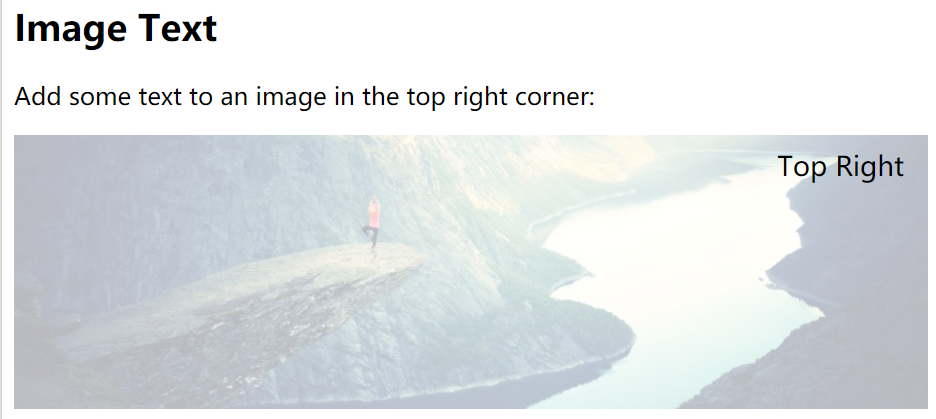 Image Text
Add some text to an image in the top right corner:
Top Right